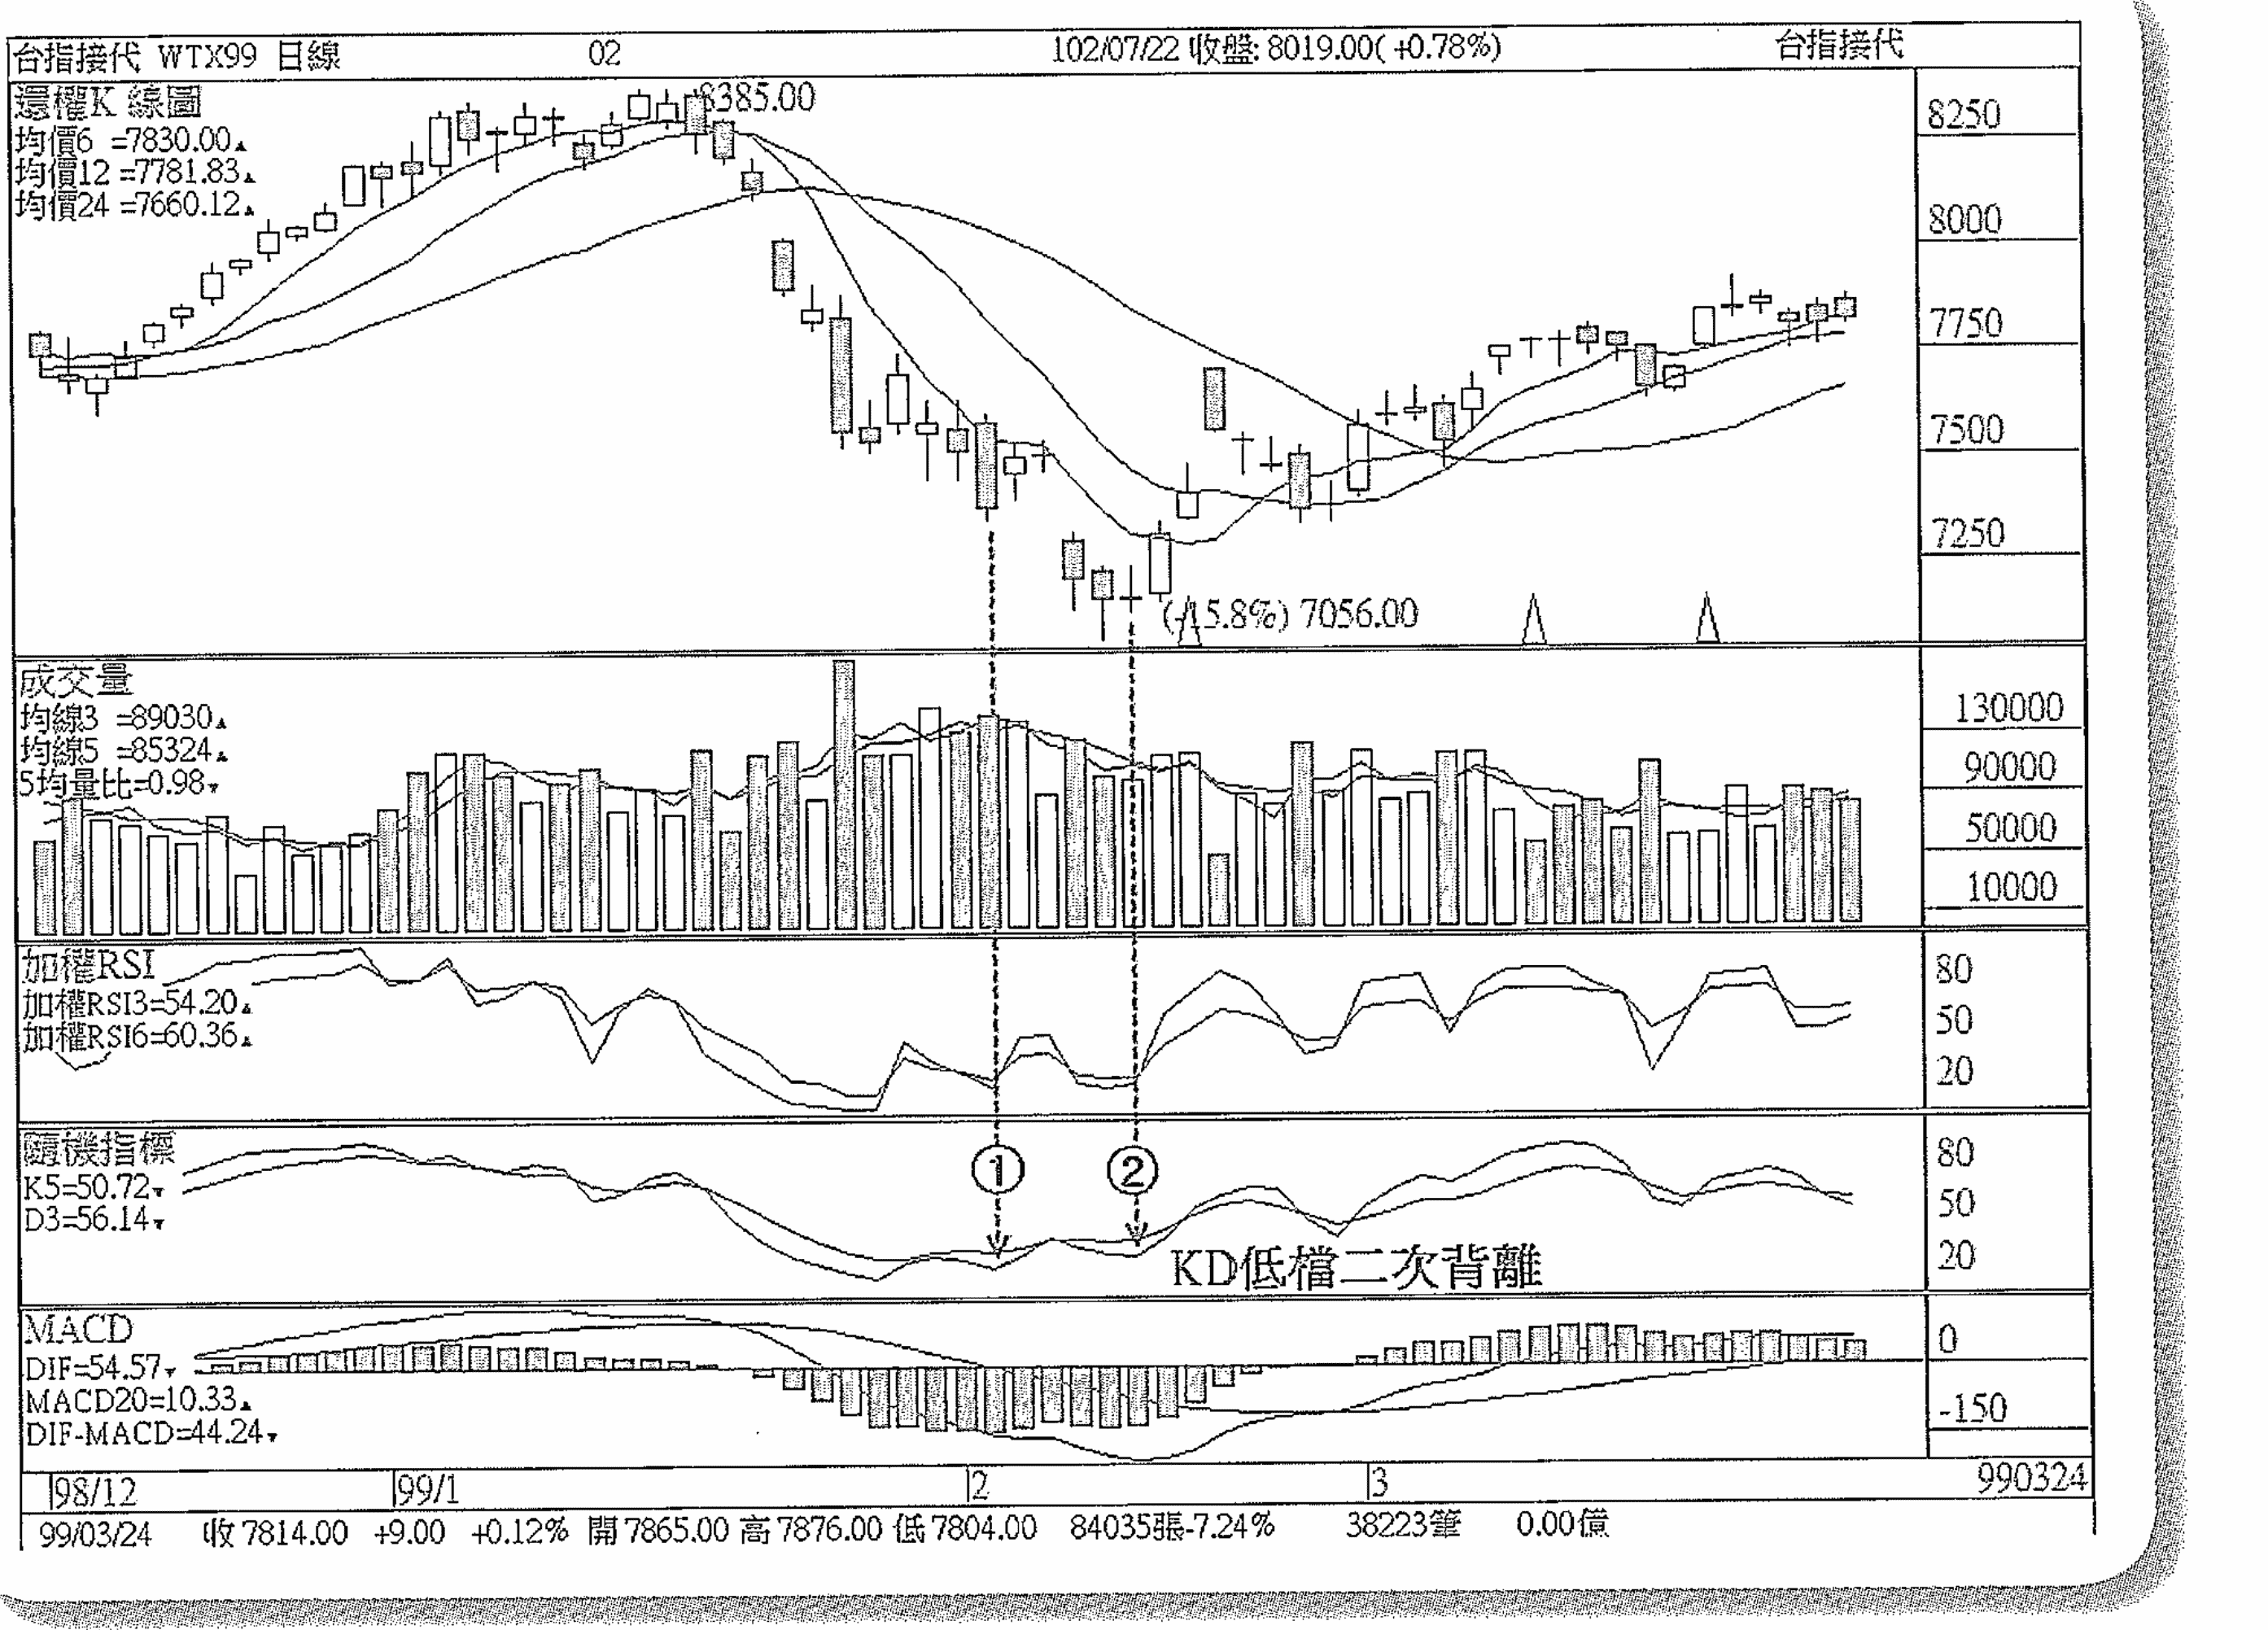 台指接代 WTX99 日線 02 102/07/22 收盤: 8019.00( +0.78%) 台指接代
還權K 線圖
均價6 =7830.00▲
均價12 =7781.83▲
均價24 =7660.12▲
8385.00
8250
8000
7750
7500
7250
(-15.8%) 7056.00
成交量
均線3 =89030▲
均線5 =85324▲
5均量比=0.98▼
130000
90000
50000
10000
加權RSI
加權RSI3=54.20▲
加權RSI6=60.36▲
80
50
20
隨機指標
K5=50.72▼
D3=56.14▼
① ②
80
50
20
KD低檔二次背離
MACD
DIF=54.57▼
MACD20=10.33▲
DIF-MACD=44.24▼
0
-150
98/12 99/1 2 3 990324
99/03/24 收 7814.00 +9.00 +0.12% 開 7865.00 高 7876.00 低 7804.00 84035張-7.24% 38223筆 0.00億